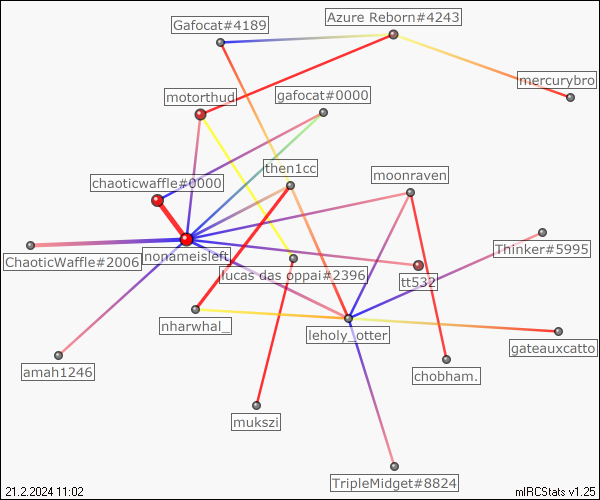 Azure Reborn#4243
Gafocat#4189
mercurybro
motorthud
gafocat#0000
then1cc
moonraven
chaoticwaffle#0000
Thinker#5995
nonameisleft
ChaoticWaffle#2006
lucas das oppai#2396
tt532
nharwhal_
leholy_otter
gateauxcatto
amah1246
chobham.
mukszi
TripleMidget#8824
21.2.2024 11:02
mIRCStats v1.25